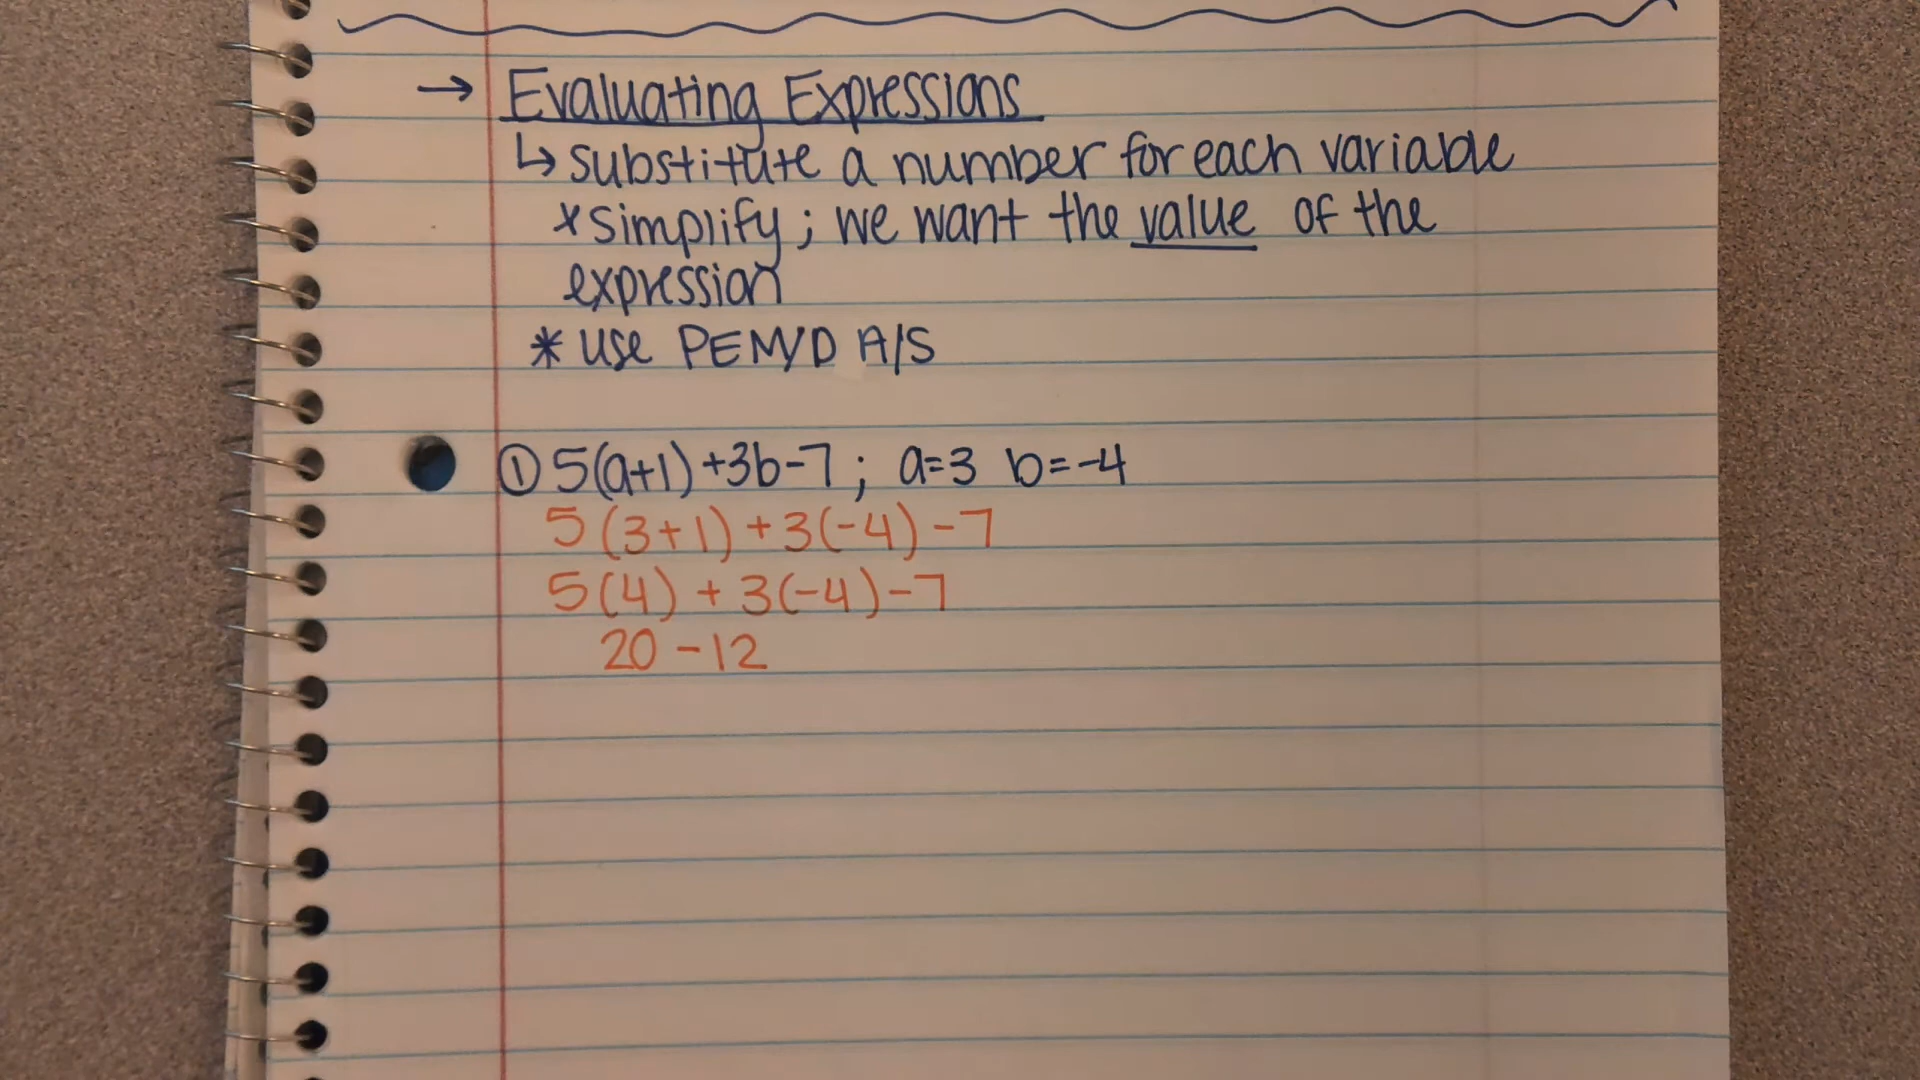 → Evaluating Expressions
↳ substitute a number for each variable
* simplify; we want the value of the
expression
* use PEM/D A/S
① 5(a+1)+3b-7; a=3 b=-4
5(3+1)+3(-4)-7
5(4)+3(-4)-7
20-12